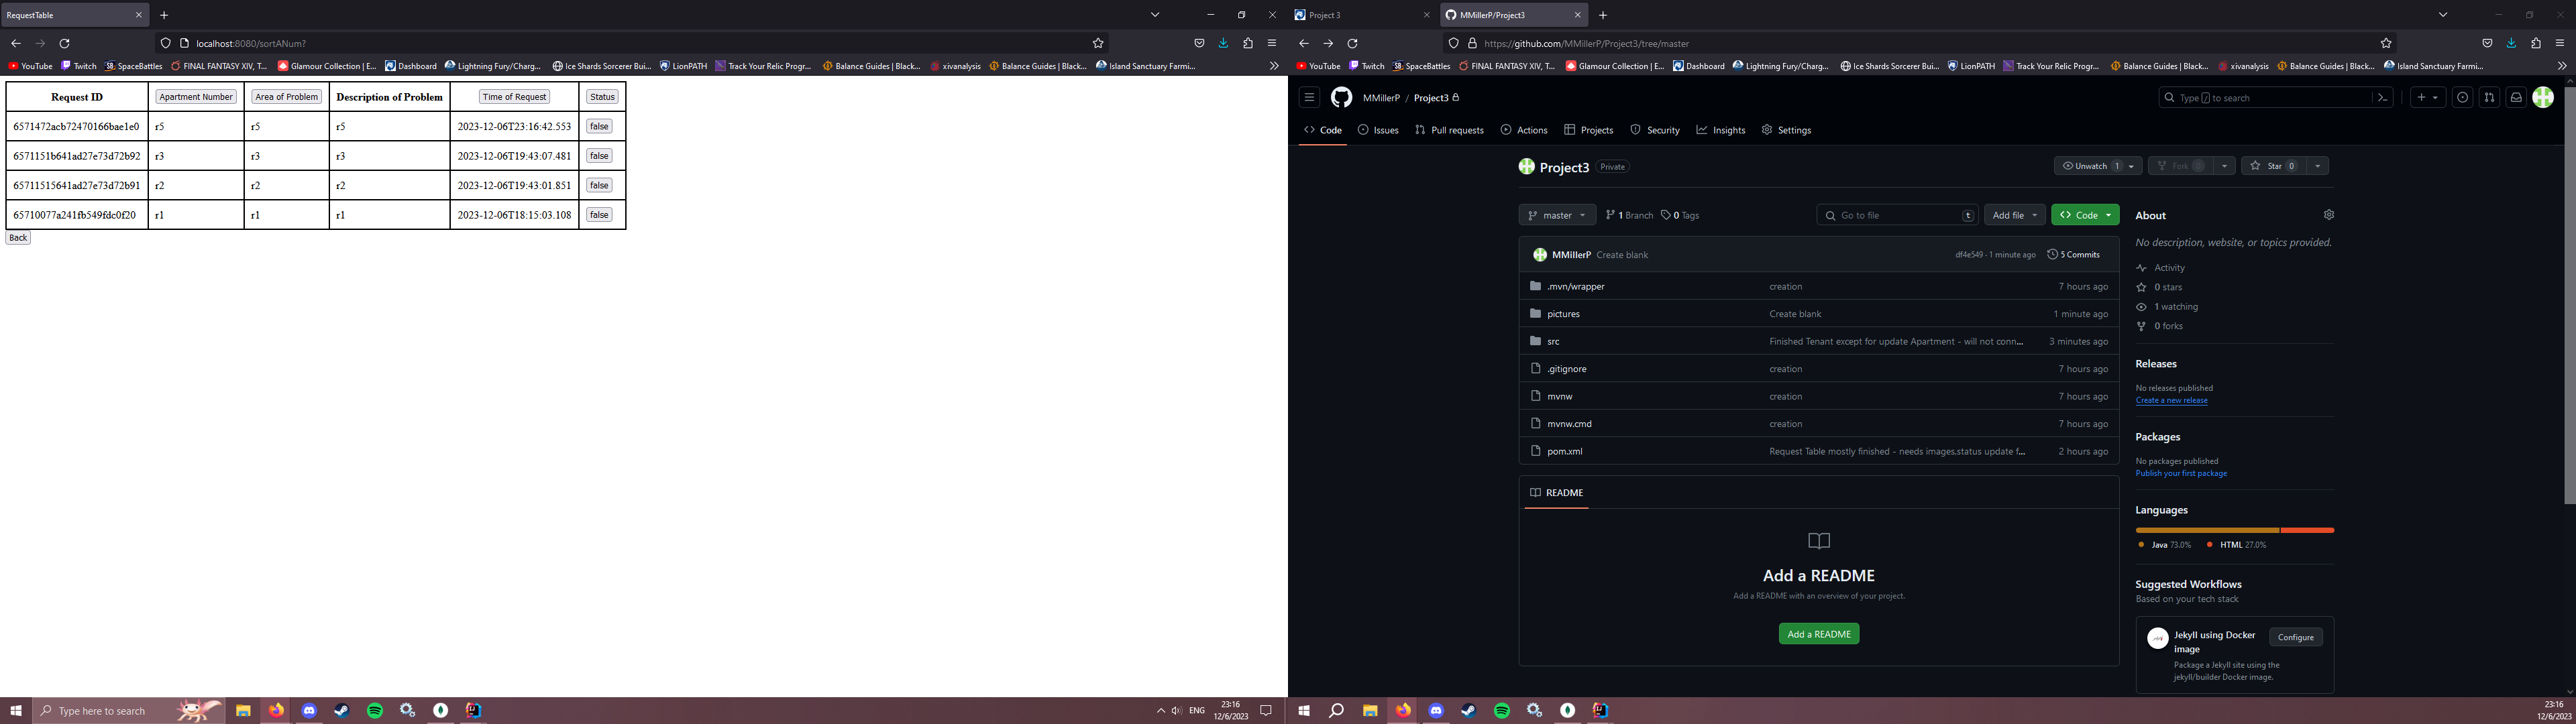 RequestTable
localhost:8080/sortANum?
YouTube Twitch SpaceBattles FINAL FANTASY XIV, T... Glamour Collection | E... Dashboard Lightning Fury/Charg... Ice Shards Sorcerer Bui... LionPATH Track Your Relic Progr... Balance Guides | Black... xivanalysis Balance Guides | Black... Island Sanctuary Farmi...
Request ID Apartment Number Area of Problem Description of Problem Time of Request Status
6571472acb72470166bae1e0 r5 r5 r5 2023-12-06T23:16:42.553 false
6571151b641ad27e73d72b92 r3 r3 r3 2023-12-06T19:43:07.481 false
65711515641ad27e73d72b91 r2 r2 r2 2023-12-06T19:43:01.851 false
65710077a241fb549fdc0f20 r1 r1 r1 2023-12-06T18:15:03.108 false
Back
Type here to search
ENG
23:16
12/6/2023
Project 3
MMillerP/Project3
https://github.com/MMillerP/Project3/tree/master
YouTube Twitch SpaceBattles FINAL FANTASY XIV, T... Glamour Collection | E... Dashboard Lightning Fury/Charg... Ice Shards Sorcerer Bui... LionPATH Track Your Relic Progr... Balance Guides | Black... xivanalysis Balance Guides | Black... Island Sanctuary Farmi...
MMillerP / Project3
Type / to search
Code Issues Pull requests Actions Projects Security Insights Settings
Project3 Private
Unwatch 1 Fork 0 Star 0
master 1 Branch 0 Tags
Go to file t Add file Code
MMillerP Create blank df4e549 · 1 minute ago 5 Commits
.mvn/wrapper creation 7 hours ago
pictures Create blank 1 minute ago
src Finished Tenant except for update Apartment - will not conn... 3 minutes ago
.gitignore creation 7 hours ago
mvnw creation 7 hours ago
mvnw.cmd creation 7 hours ago
pom.xml Request Table mostly finished - needs images,status update f... 2 hours ago
README
Add a README
Add a README with an overview of your project.
Add a README
About
No description, website, or topics provided.
Activity
0 stars
1 watching
0 forks
Releases
No releases published
Create a new release
Packages
No packages published
Publish your first package
Languages
Java 73.0% HTML 27.0%
Suggested Workflows
Based on your tech stack
Jekyll using Docker
image
Configure
Package a Jekyll site using the
jekyll/builder Docker image.
23:16
12/6/2023